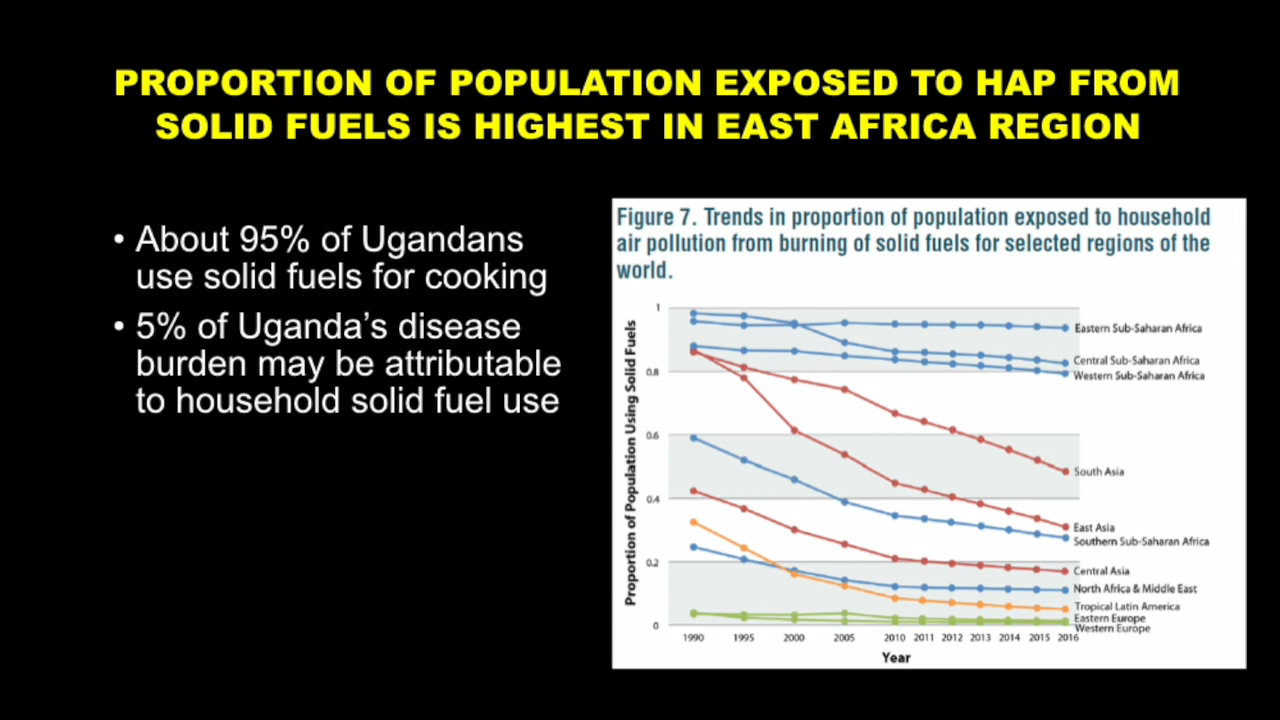 PROPORTION OF POPULATION EXPOSED TO HAP FROM
SOLID FUELS IS HIGHEST IN EAST AFRICA REGION
• About 95% of Ugandans
use solid fuels for cooking
• 5% of Uganda’s disease
burden may be attributable
to household solid fuel use
Figure 7. Trends in proportion of population exposed to household
air pollution from burning of solid fuels for selected regions of the
world.
Proportion of Population Using Solid Fuels
1
0.8
0.6
0.4
0.2
0
Eastern Sub-Saharan Africa
Central Sub-Saharan Africa
Western Sub-Saharan Africa
South Asia
East Asia
Southern Sub-Saharan Africa
Central Asia
North Africa & Middle East
Tropical Latin America
Eastern Europe
Western Europe
1990 1995 2000 2005 2010 2011 2012 2013 2014 2015 2016
Year